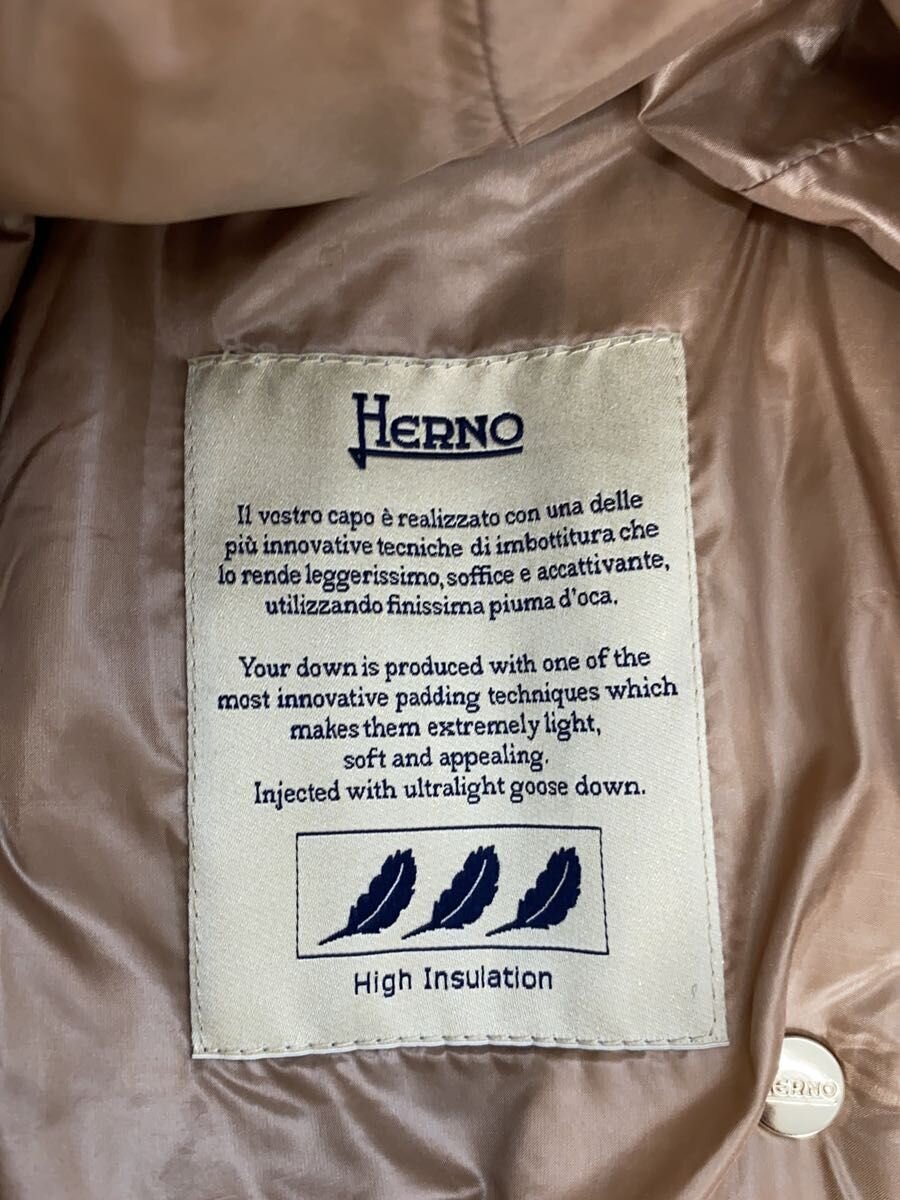 HERNO
Il vostro capo è realizzato con una delle
più innovative tecniche di imbottitura che
lo rende leggerissimo, soffice e accattivante,
utilizzando finissima piuma d'oca.
Your down is produced with one of the
most innovative padding techniques which
makes them extremely light,
soft and appealing.
Injected with ultralight goose down.
High Insulation
HERNO